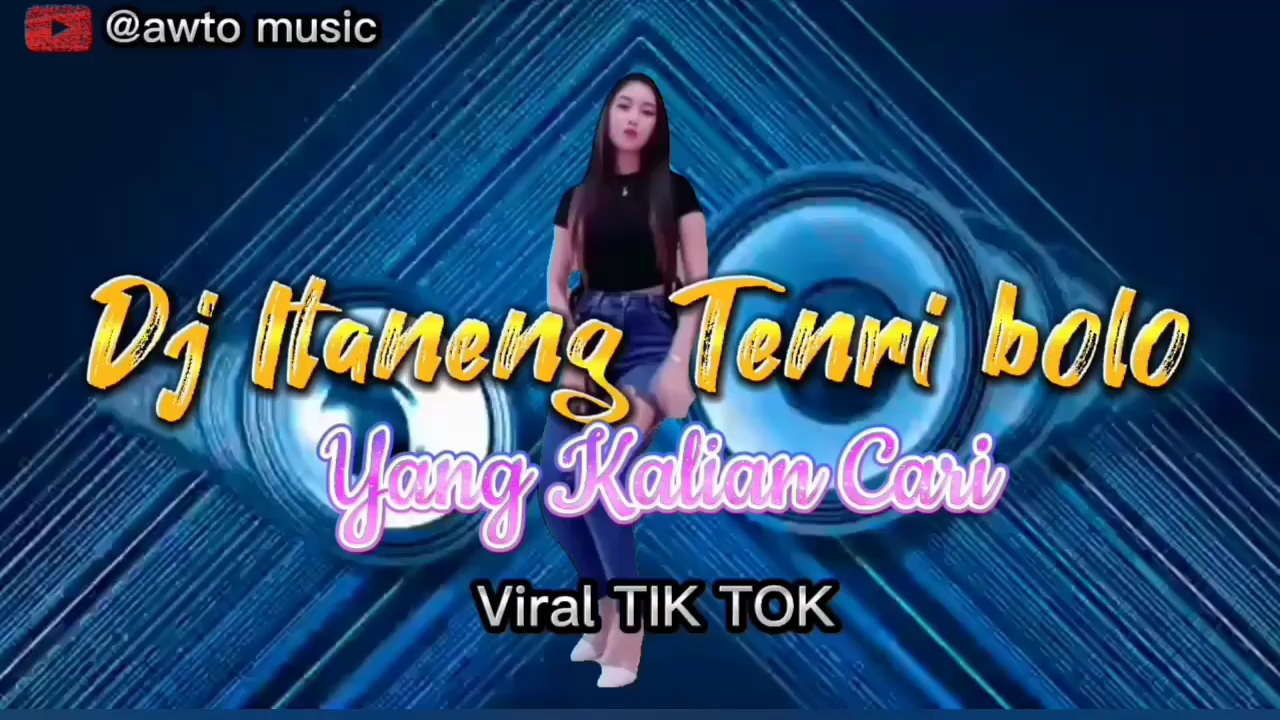 @awto music
Dj Itaneng Tenri bolo
Yang Kalian Cari
Viral TIK TOK